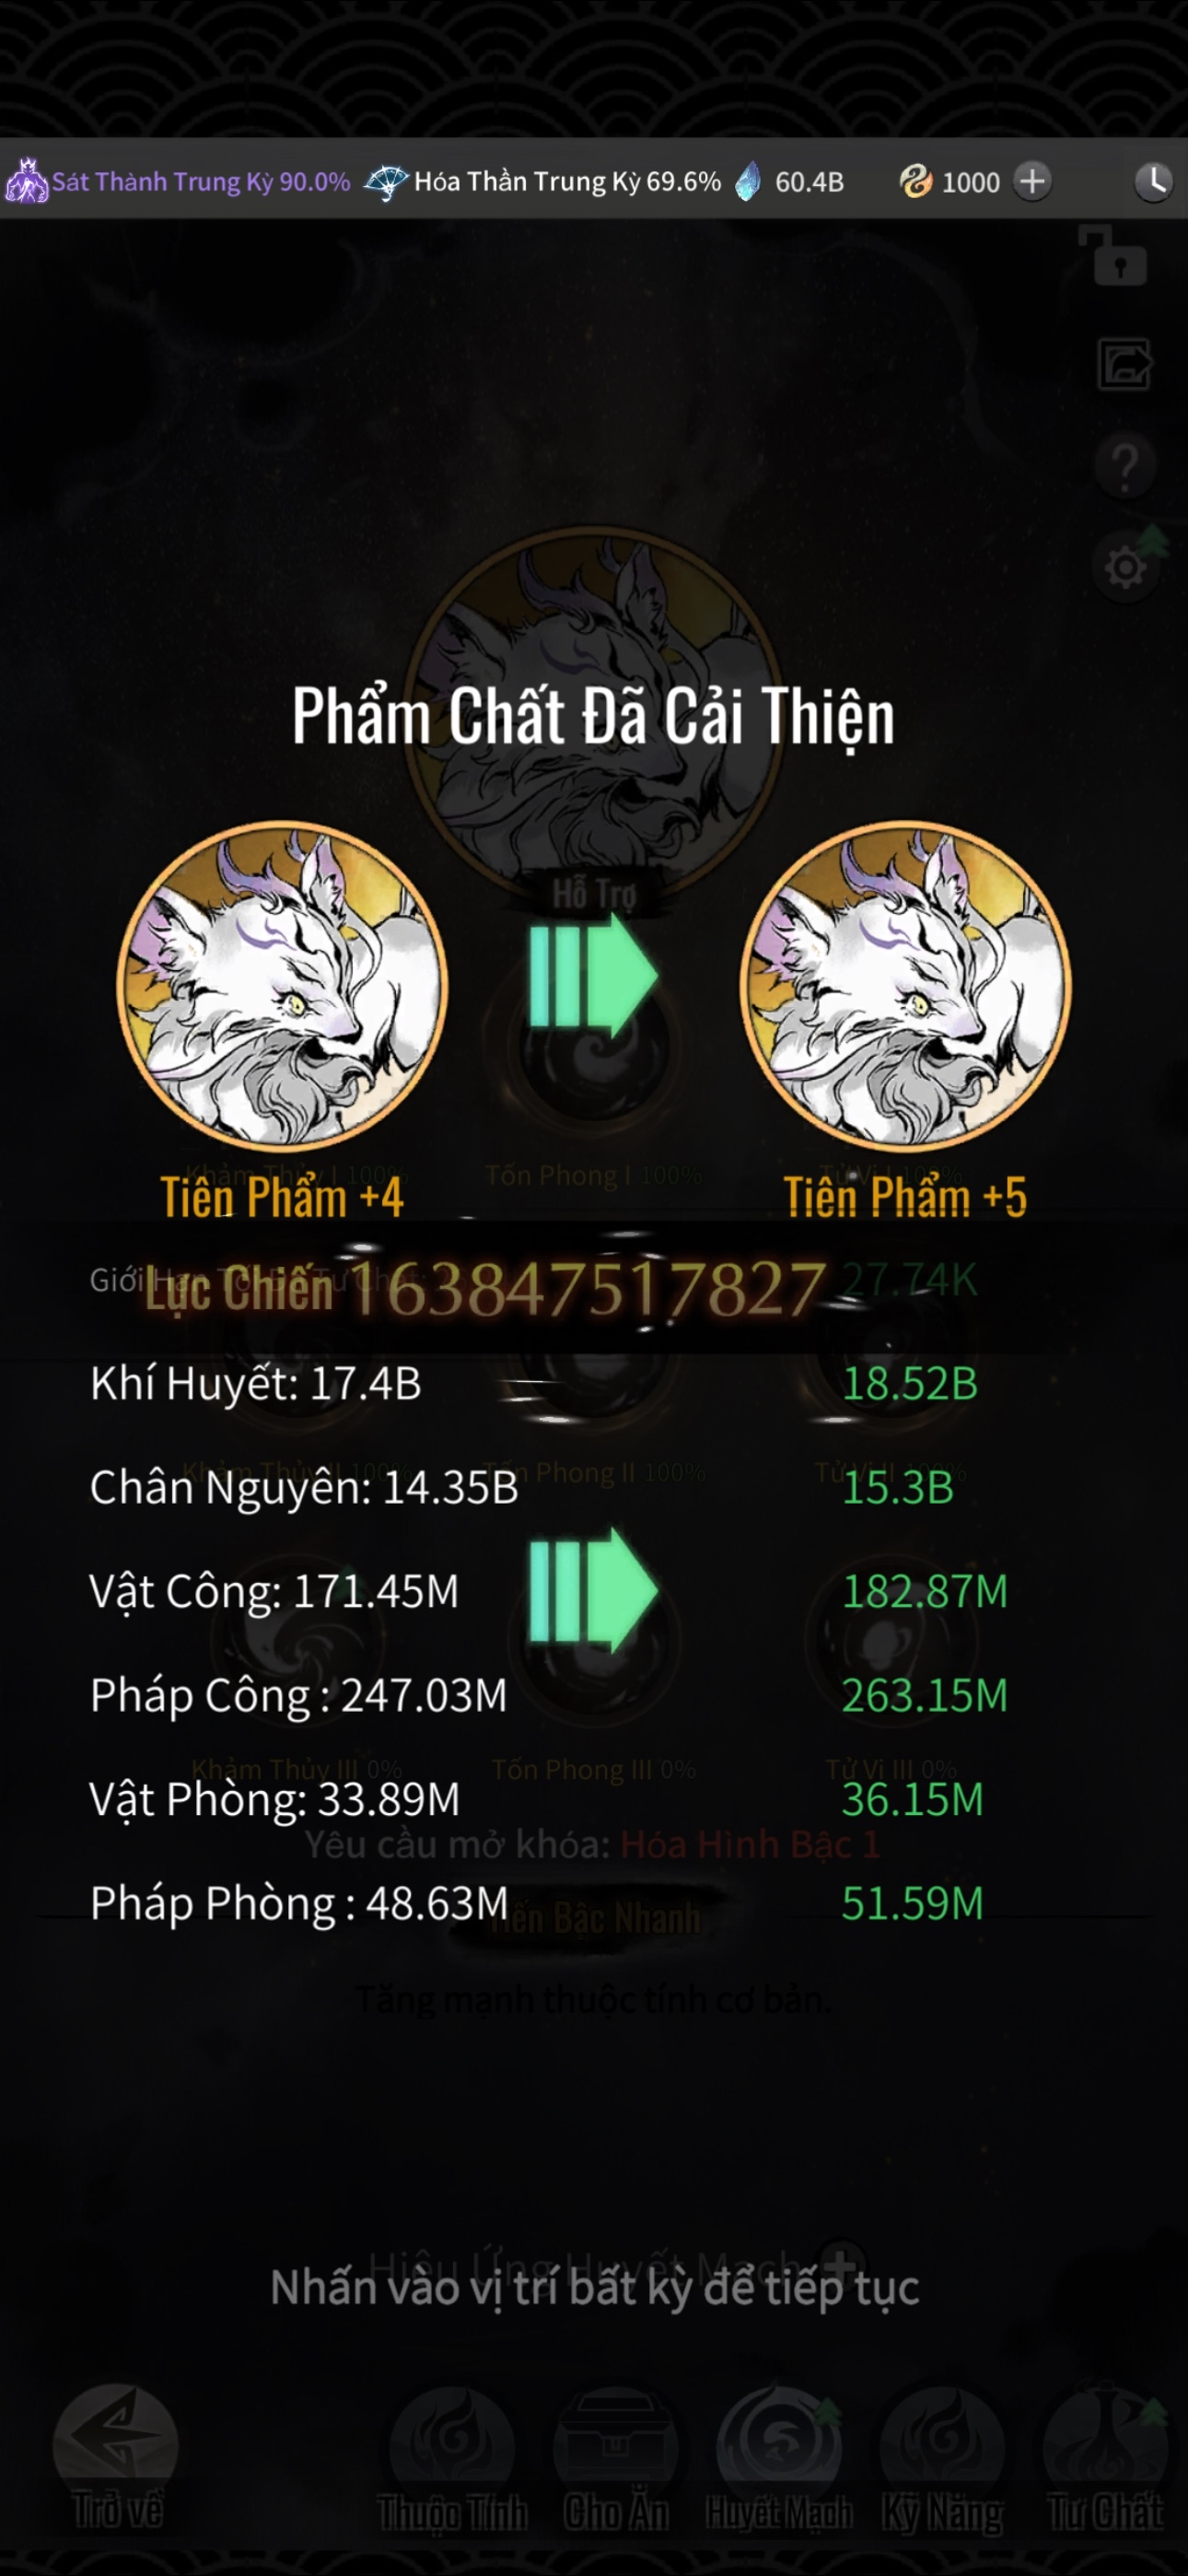 Sát Thành Trung Kỳ 90.0% Hóa Thần Trung Kỳ 69.6% 60.4B 1000
Phẩm Chất Đã Cải Thiện
Hỗ Trợ
Tiên Phẩm +4 Tiên Phẩm +5
Khảm Thủy I 100% Tốn Phong I 100% Tử Vi I 100%
Lực Chiến 163847517827 27.74K
Khí Huyết: 17.4B 18.52B
Khảm Thủy II 100% Tốn Phong II 100% Tử Vi II 100%
Chân Nguyên: 14.35B 15.3B
Vật Công: 171.45M 182.87M
Pháp Công : 247.03M 263.15M
Khảm Thủy III 0% Tốn Phong III 0% Tử Vi III 0%
Vật Phòng: 33.89M 36.15M
Yêu cầu mở khóa: Hóa Hình Bậc 1
Pháp Phòng : 48.63M 51.59M
Tiến Bậc Nhanh
Tăng mạnh thuộc tính cơ bản.
Hiệu Ứng Huyết Mạch
Nhấn vào vị trí bất kỳ để tiếp tục
Trở về Thuộc Tính Cho Ăn Huyết Mạch Kỹ Năng Tư Chất